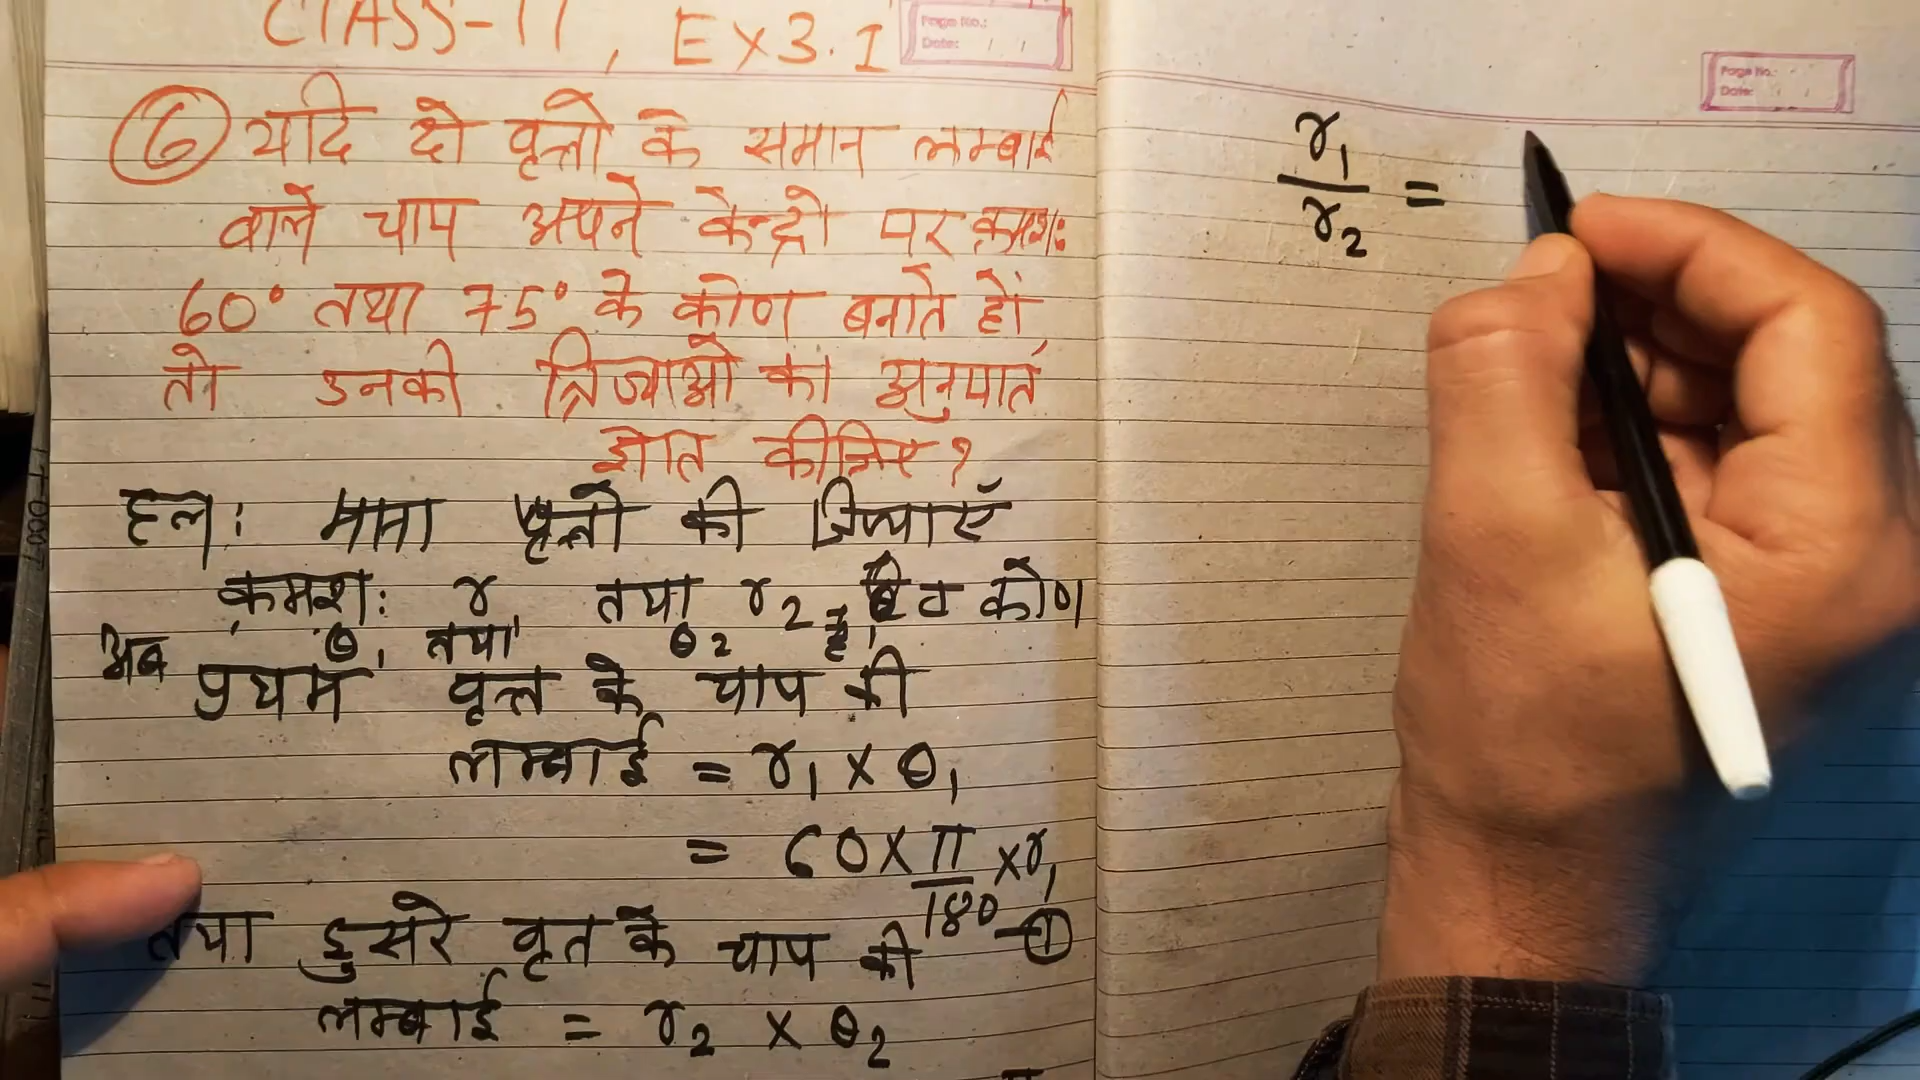 CLASS-11, EX 3.1
Page No.:
Date: / /
⑥ यदि दो वृत्तो के समान लम्बाई
वाले चाप अपने केन्द्रो पर क्रमश:
60° तथा 75° के कोण बनाते हों
तो उनकी त्रिज्याओ का अनुपात
ज्ञात कीजिए ?
हल: माना वृत्तो की त्रिज्याएँ
क्रमश: r₁ तथा r₂ है, व कोण
θ₁ तथा θ₂ है,
अब प्रथम वृत्त के चाप की
लम्बाई = r₁ × θ₁
= 60 × π/180 × r₁ —①
तथा दुसरे वृत के चाप की
लम्बाई = r₂ × θ₂
Page No.:
Date: / /
r₁/r₂ =